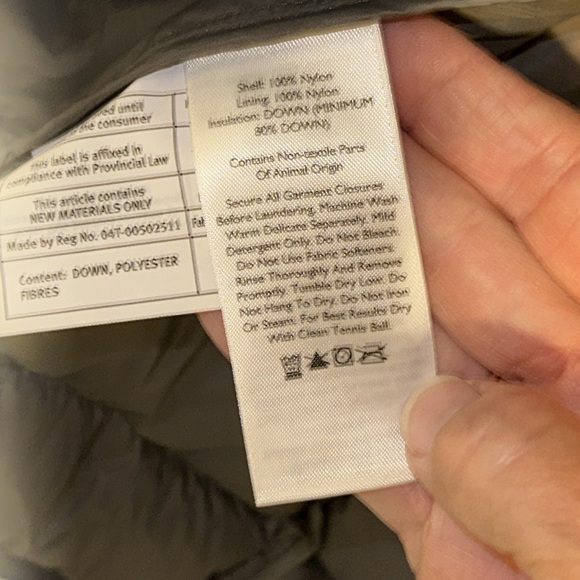 ed until
the consumer
this label is affixed in
compliance with Provincial Law
This article contains
NEW MATERIALS ONLY
Made by Reg No. 04T-00502511
Content: DOWN, POLYESTER
FIBRES
Shell: 100% Nylon
Lining: 100% Nylon
Insulation: DOWN (MINIMUM
80% DOWN)
Contains Non-textile Parts
Of Animal Origin
Secure All Garment Closures
Before Laundering. Machine Wash
Warm Delicate Separately. Mild
Detergent Only. Do Not Bleach.
Do Not Use Fabric Softeners.
Rinse Thoroughly And Remove
Promptly. Tumble Dry Low. Do
Not Hang To Dry. Do Not Iron
Or Steam. For Best Results Dry
With Clean Tennis Ball.